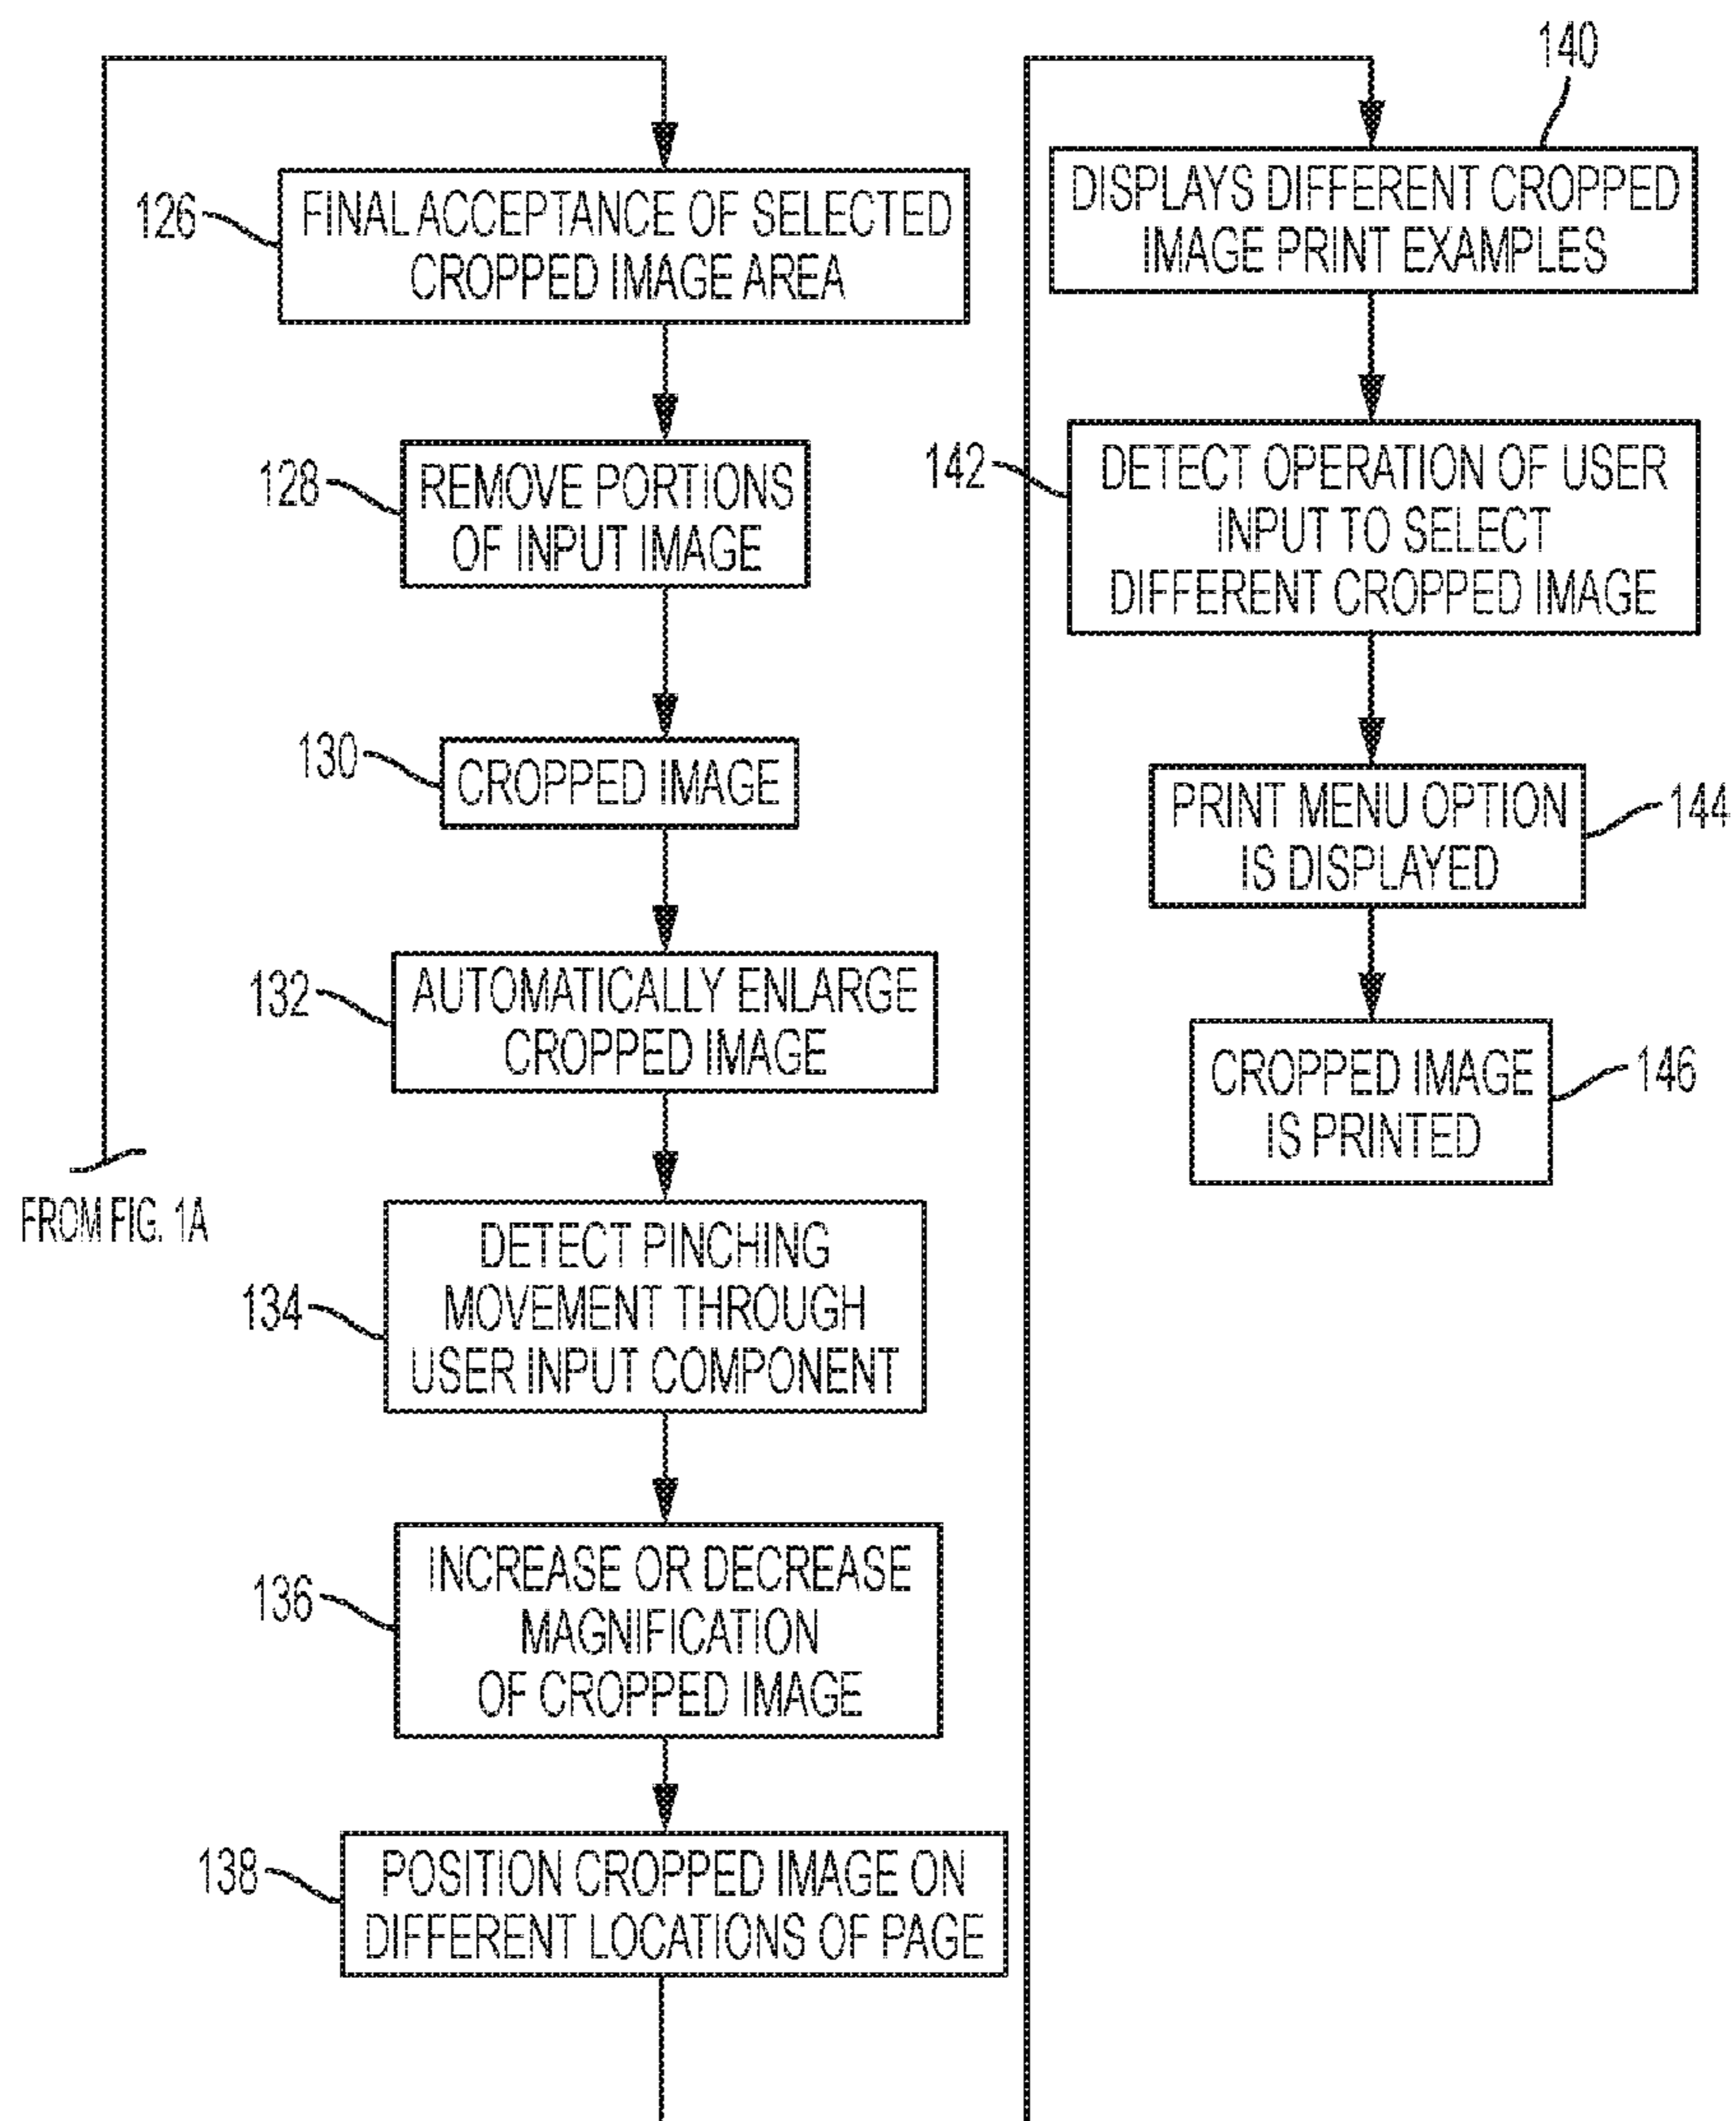 126
FINAL ACCEPTANCE OF SELECTED
CROPPED IMAGE AREA
128
REMOVE PORTIONS
OF INPUT IMAGE
130
CROPPED IMAGE
132
AUTOMATICALLY ENLARGE
CROPPED IMAGE
FROM FIG. 1A
134
DETECT PINCHING
MOVEMENT THROUGH
USER INPUT COMPONENT
136
INCREASE OR DECREASE
MAGNIFICATION
OF CROPPED IMAGE
138
POSITION CROPPED IMAGE ON
DIFFERENT LOCATIONS OF PAGE
140
DISPLAYS DIFFERENT CROPPED
IMAGE PRINT EXAMPLES
142
DETECT OPERATION OF USER
INPUT TO SELECT
DIFFERENT CROPPED IMAGE
PRINT MENU OPTION
IS DISPLAYED
144
CROPPED IMAGE
IS PRINTED
146